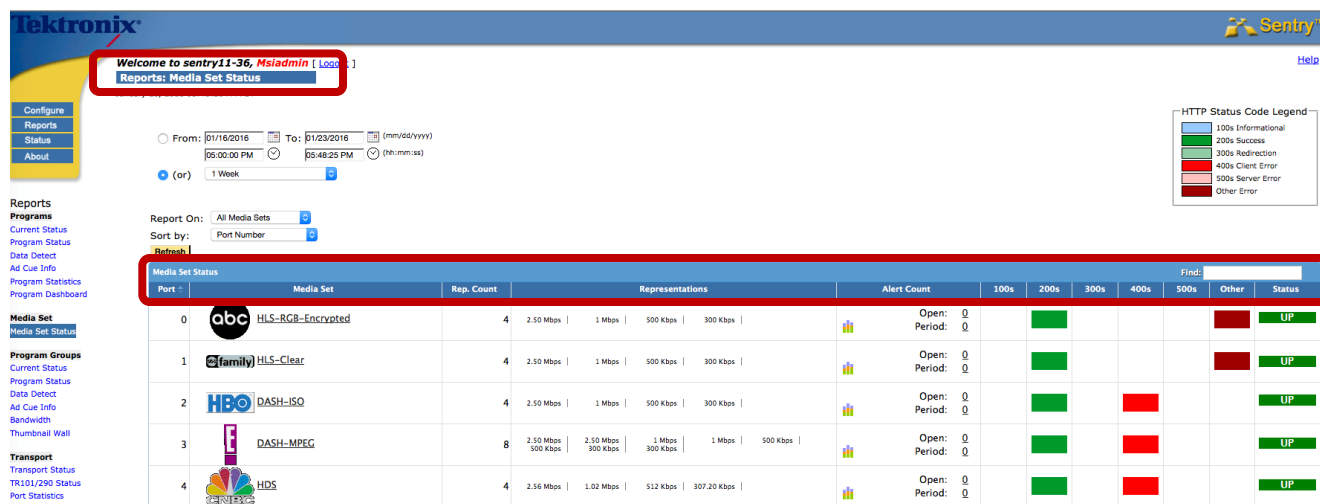 Tektronix
Sentry
Welcome to sentry11-36, Msiadmin [ Logout ]
Help
Reports: Media Set Status
Configure
Reports
Status
About
From: 01/16/2016 To: 01/23/2016 (mm/dd/yyyy)
05:00:00 PM 05:48:25 PM (hh:mm:ss)
(or) 1 Week
HTTP Status Code Legend
100s Informational
200s Success
300s Redirection
400s Client Error
500s Server Error
Other Error
Report On: All Media Sets
Sort by: Port Number
Refresh
Reports
Programs
Current Status
Program Status
Data Detect
Ad Cue Info
Program Statistics
Program Dashboard
Media Set
Media Set Status
Program Groups
Current Status
Program Status
Data Detect
Ad Cue Info
Bandwidth
Thumbnail Wall
Transport
Transport Status
TR101/290 Status
Port Statistics
Media Set Status Find:
Port Media Set Rep. Count Representations Alert Count 100s 200s 300s 400s 500s Other Status
0 abc HLS-RGB-Encrypted 4 2.50 Mbps | 1 Mbps | 500 Kbps | 300 Kbps | Open: 0 UP
Period: 0
1 abc family HLS-Clear 4 2.50 Mbps | 1 Mbps | 500 Kbps | 300 Kbps | Open: 0 UP
Period: 0
2 HBO DASH-ISO 4 2.50 Mbps | 1 Mbps | 500 Kbps | 300 Kbps | Open: 0 UP
Period: 0
3 E DASH-MPEG 8 2.50 Mbps | 2.50 Mbps | 1 Mbps | 1 Mbps | 500 Kbps | Open: 0 UP
500 Kbps 300 Kbps 300 Kbps | Period: 0
4 CNBC HDS 4 2.56 Mbps | 1.02 Mbps | 512 Kbps | 307.20 Kbps | Open: 0 UP
Period: 0